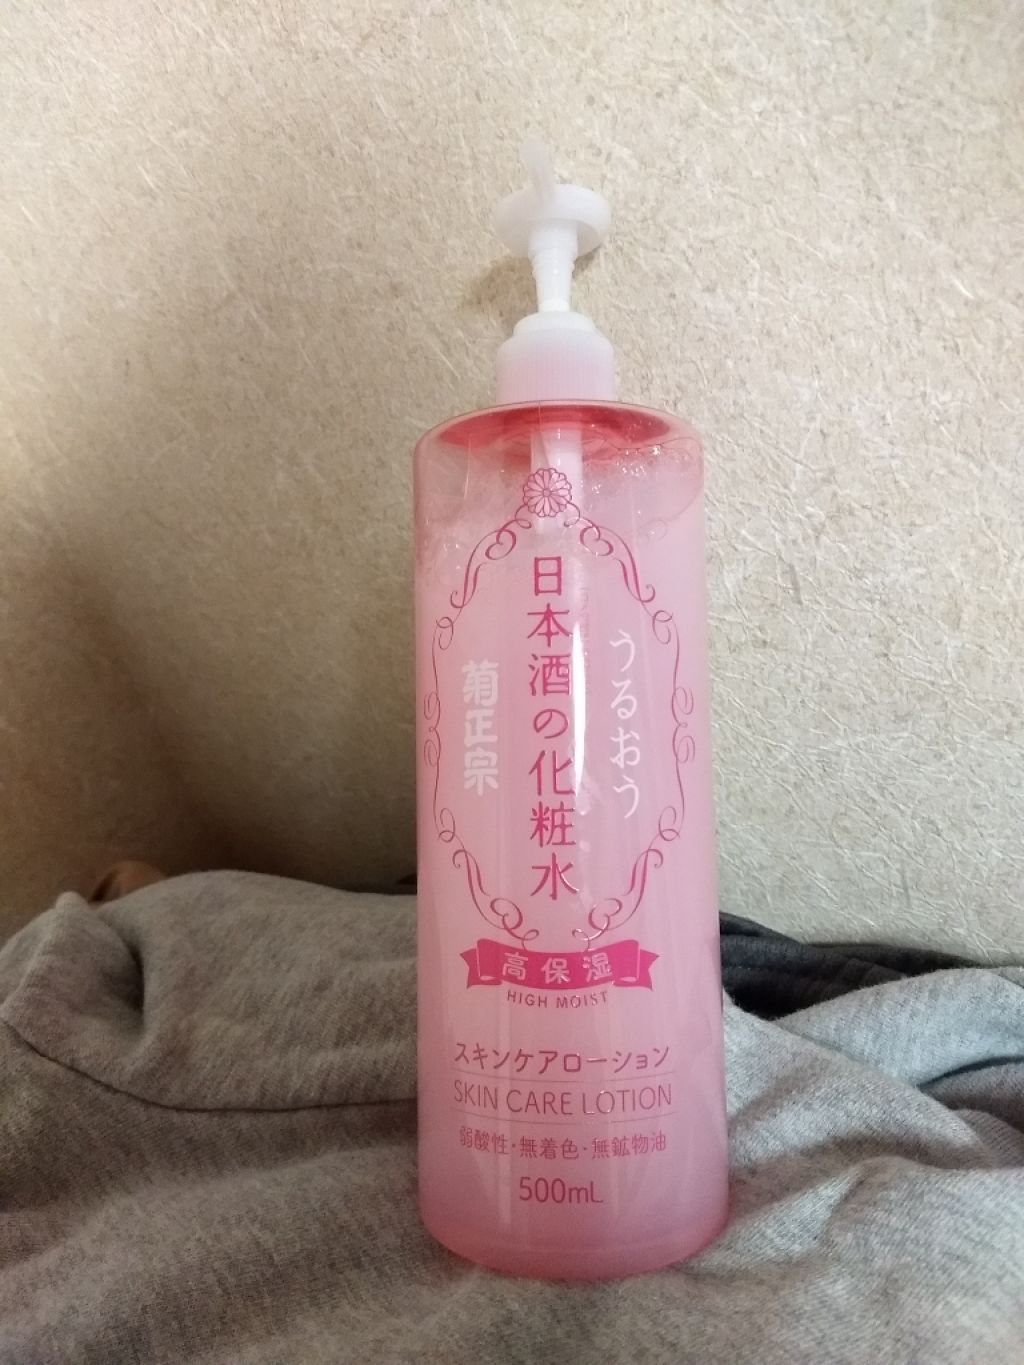 うるおう
日本酒の化粧水
菊正宗
高保湿
HIGH MOIST
スキンケアローション
SKIN CARE LOTION
弱酸性・無着色・無鉱物油
500mL